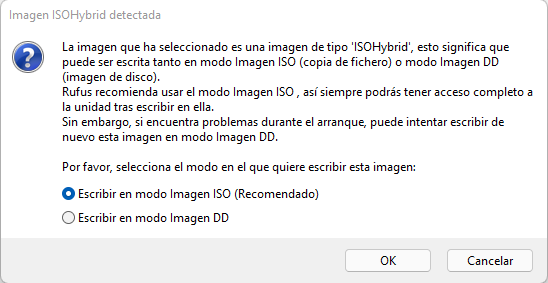 Imagen ISOHybrid detectada
La imagen que ha seleccionado es una imagen de tipo 'ISOHybrid', esto significa que
puede ser escrita tanto en modo Imagen ISO (copia de fichero) o modo Imagen DD
(imagen de disco).
Rufus recomienda usar el modo Imagen ISO , así siempre podrás tener acceso completo a
la unidad tras escribir en ella.
Sin embargo, si encuentra problemas durante el arranque, puede intentar escribir de
nuevo esta imagen en modo Imagen DD.
Por favor, selecciona el modo en el que quiere escribir esta imagen:
Escribir en modo Imagen ISO (Recomendado)
Escribir en modo Imagen DD
OK
Cancelar